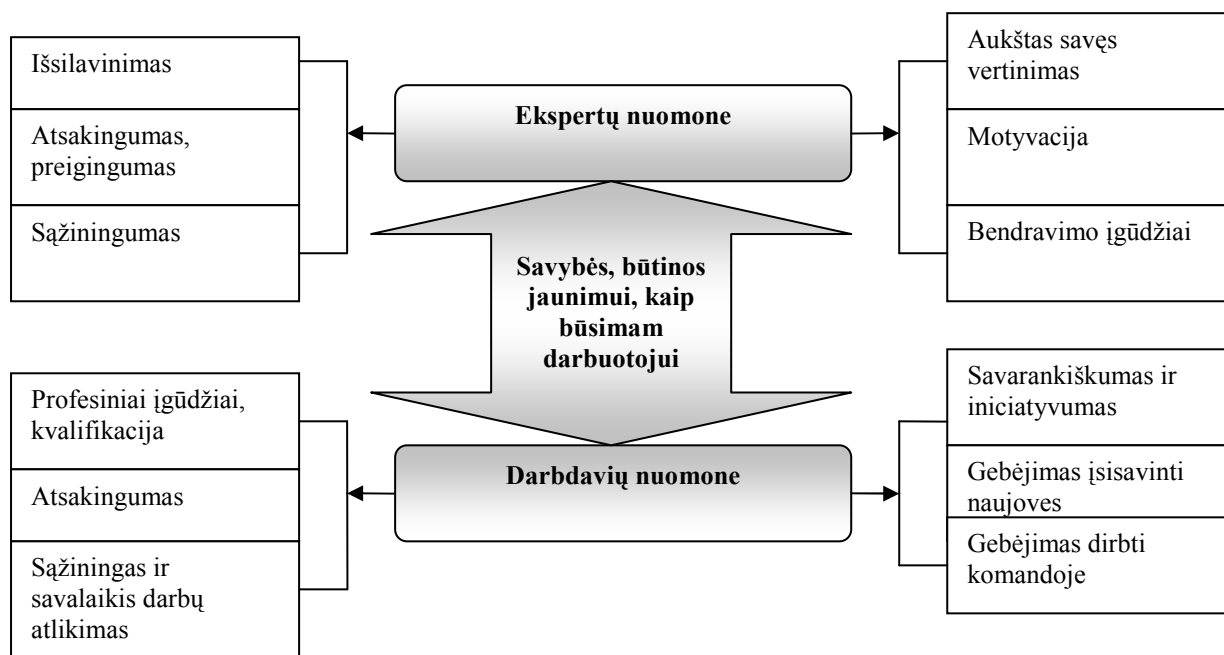 Išsilavinimas
Atsakingumas,
preigingumas
Sąžiningumas
Ekspertų nuomone
Aukštas savęs
vertinimas
Motyvacija
Bendravimo įgūdžiai
Savybės, būtinos
jaunimui, kaip
būsimam
darbuotojui
Profesiniai įgūdžiai,
kvalifikacija
Atsakingumas
Sąžiningas ir
savalaikis darbų
atlikimas
Darbdavių nuomone
Savarankiškumas ir
iniciatyvumas
Gebėjimas įsisavinti
naujoves
Gebėjimas dirbti
komandoje